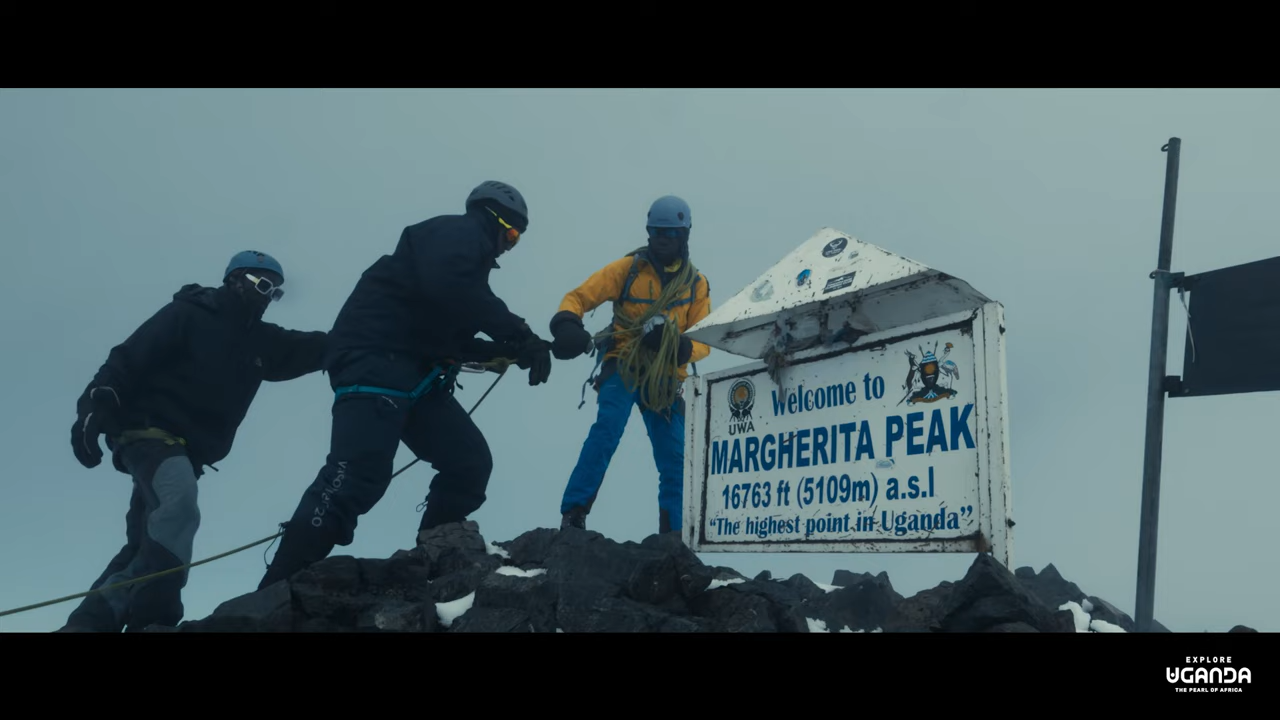 Welcome to
UWA
MARGHERITA PEAK
16763 ft (5109m) a.s.l
“The highest point in Uganda”
EXPLORE
UGANDA
THE PEARL OF AFRICA